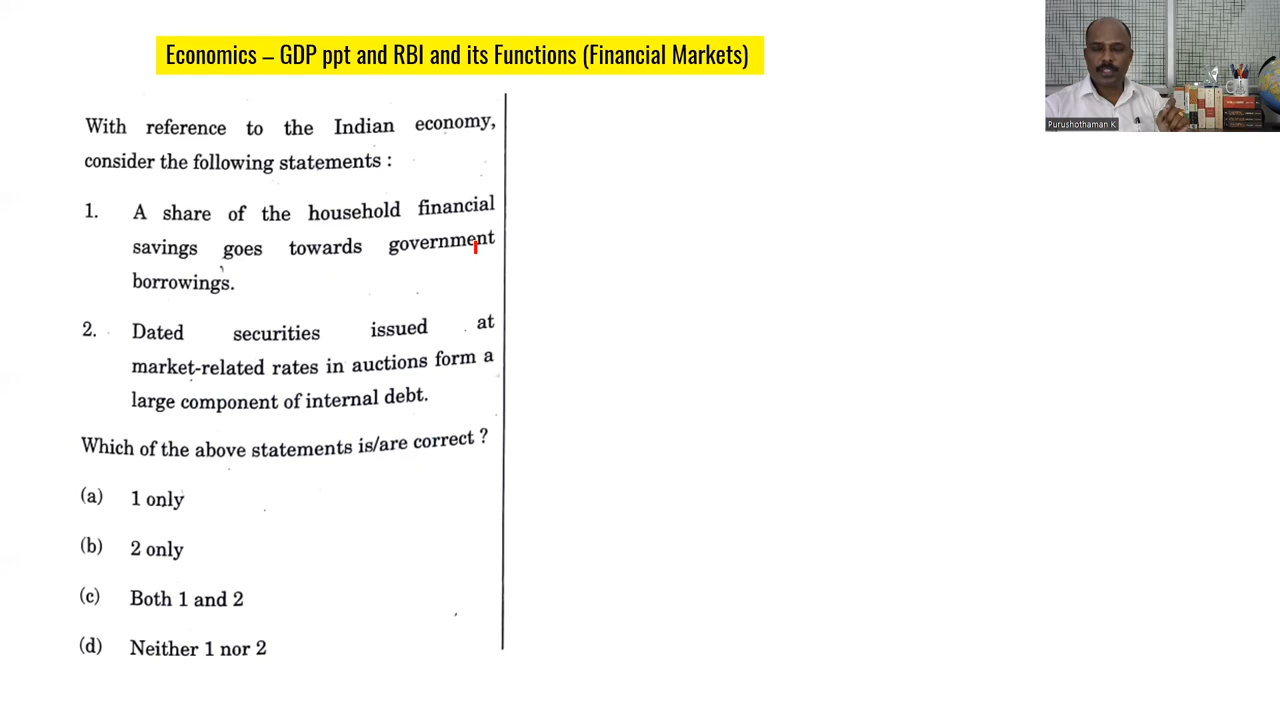 Economics – GDP ppt and RBI and its Functions (Financial Markets)
Purushothaman K
With reference to the Indian economy,
consider the following statements :
1. A share of the household financial
savings goes towards government
borrowings.
2. Dated securities issued at
market-related rates in auctions form a
large component of internal debt.
Which of the above statements is/are correct ?
(a) 1 only
(b) 2 only
(c) Both 1 and 2
(d) Neither 1 nor 2